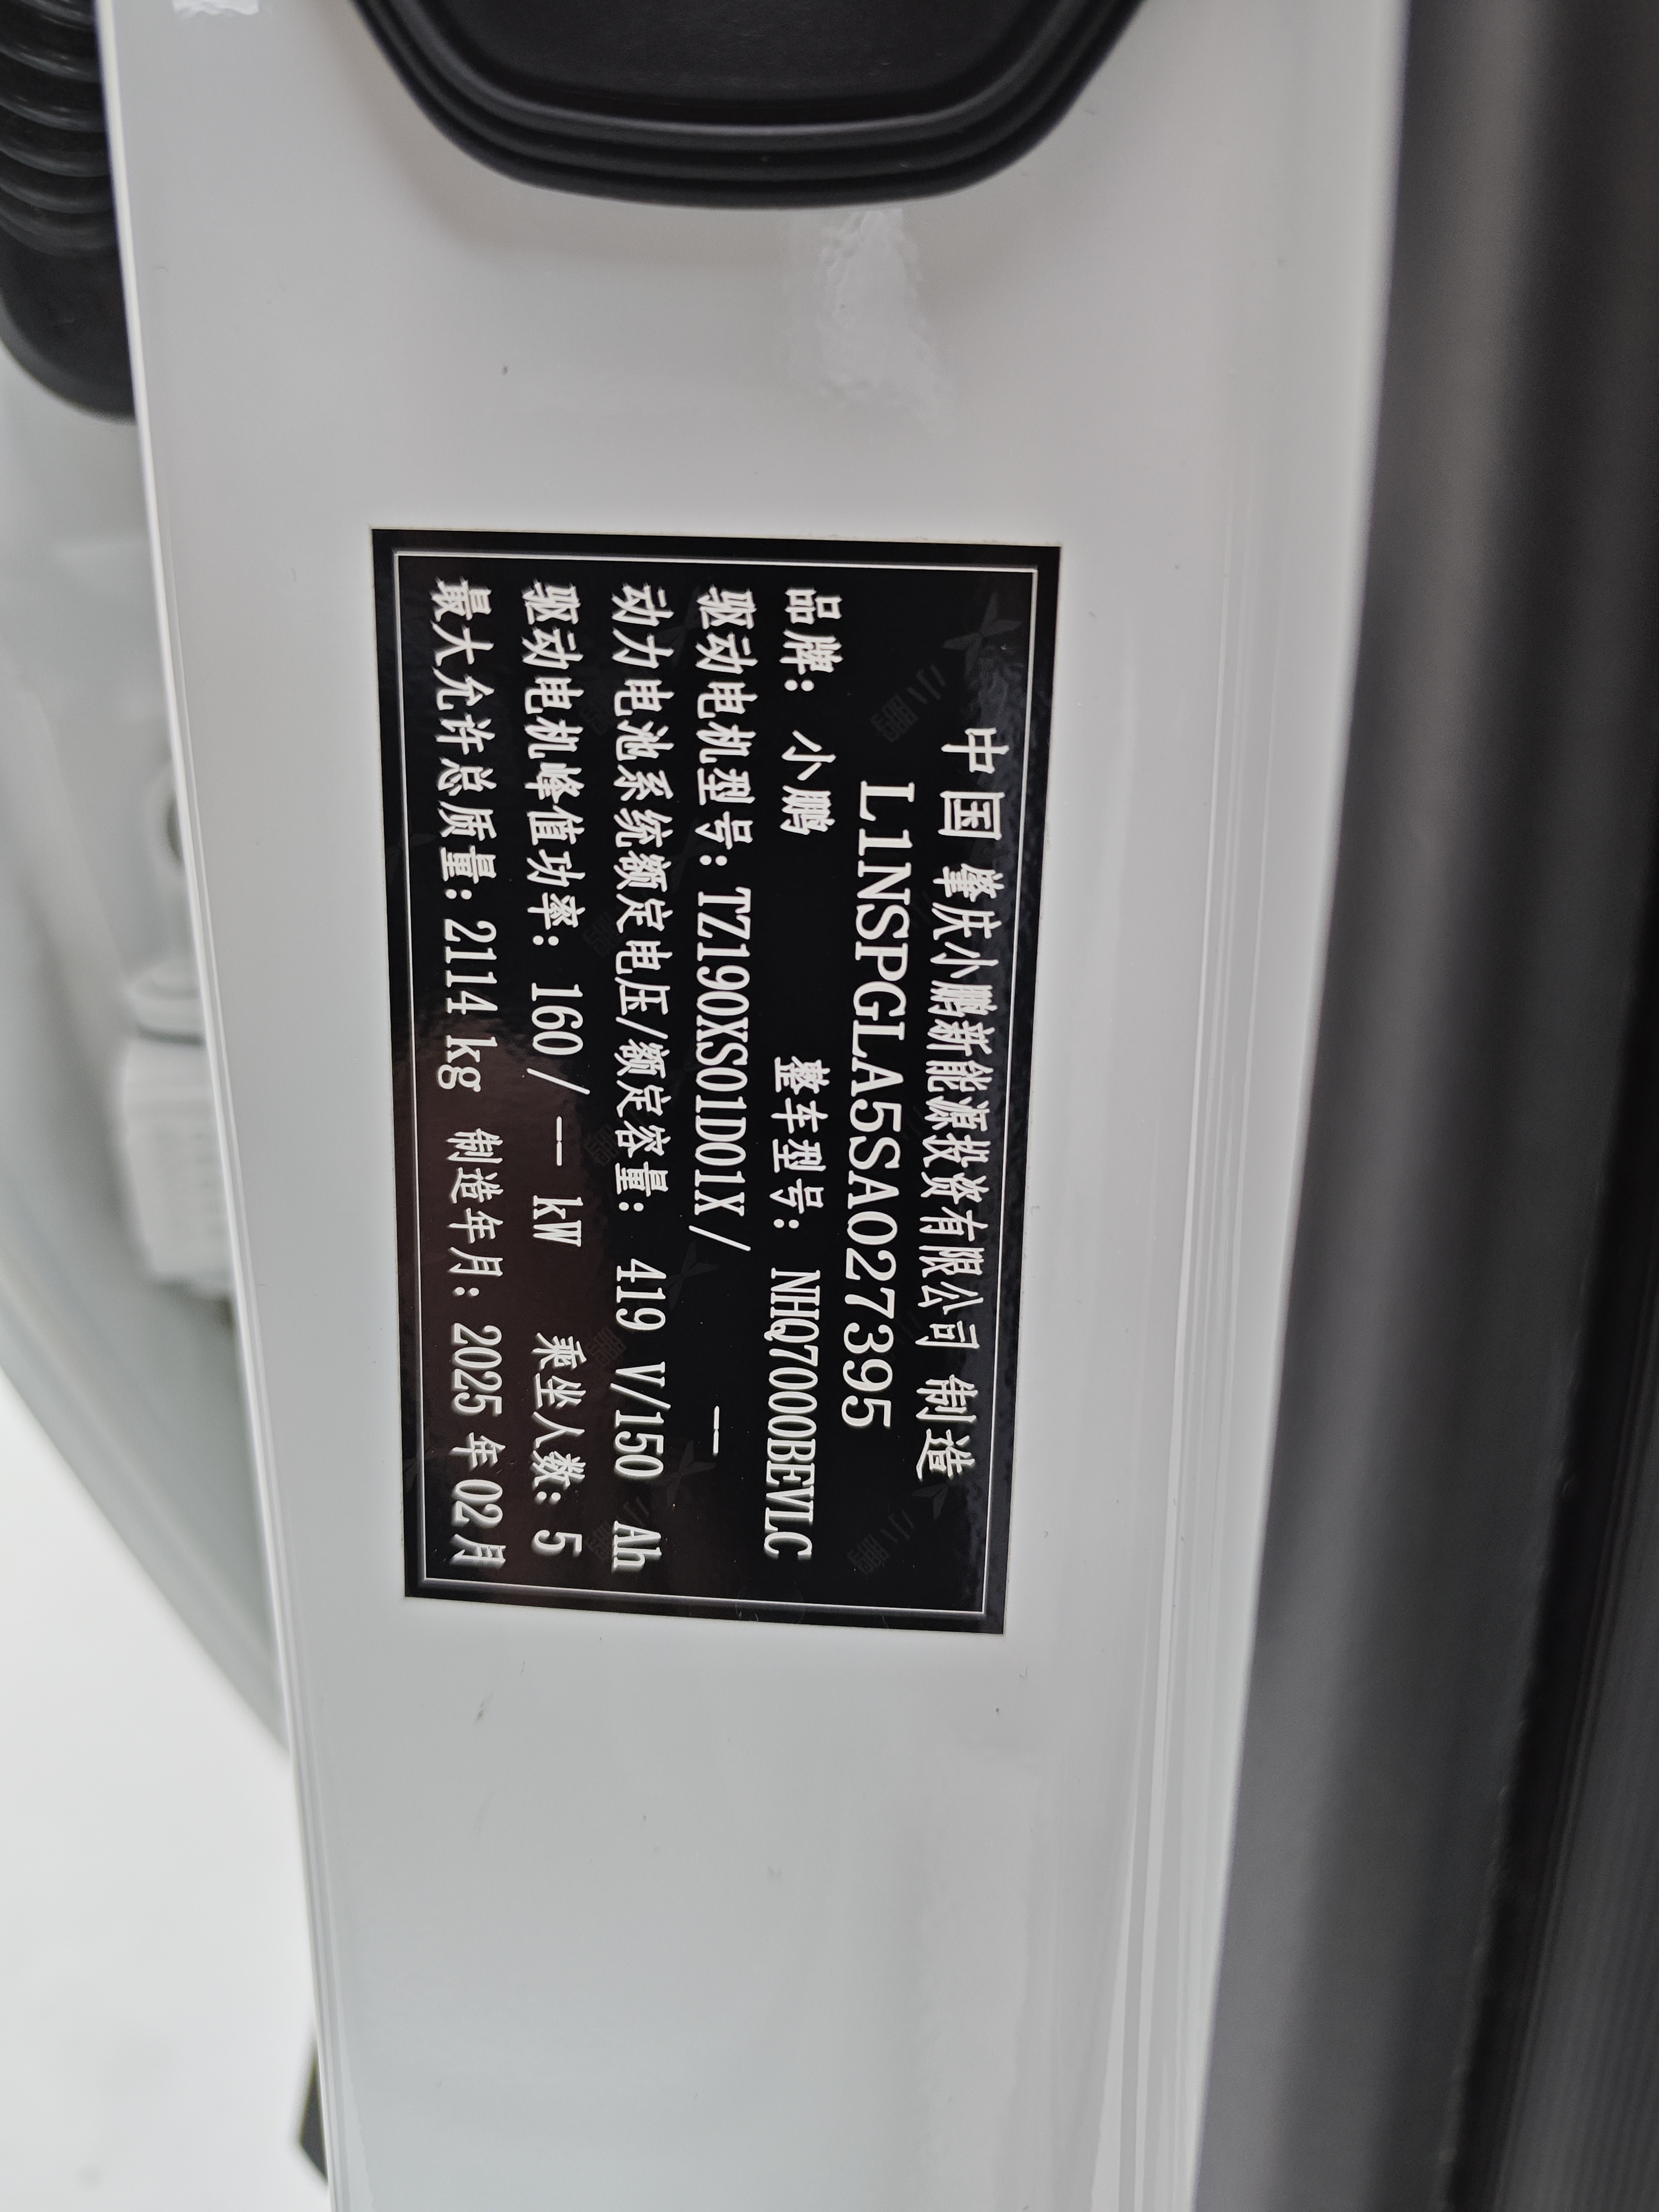 中国 肇庆小鹏新能源投资有限公司 制造
L1NSPGLA5SA027395
品牌: 小鹏 整车型号: NHQ7000BEVLC
驱动电机型号: TZ190XS01D01X / --
动力电池系统额定电压/额定容量: 419 V/150 Ah
驱动电机峰值功率: 160 / -- kW 乘坐人数: 5
最大允许总质量: 2114 kg 制造年月: 2025 年 02 月